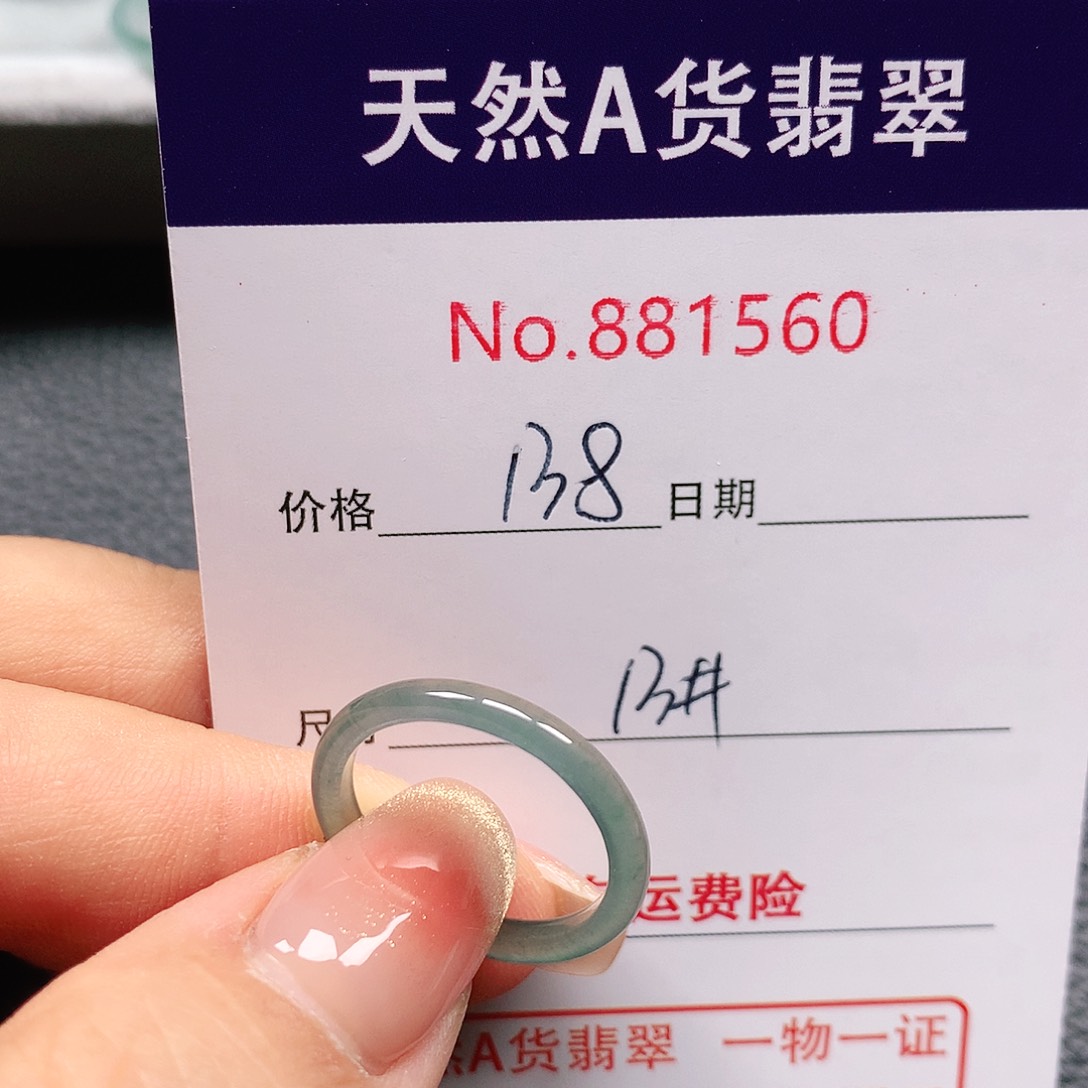 天然A货翡翠
No.881560
价格 138 日期
尺 13#
运费险
A货翡翠 一物一证